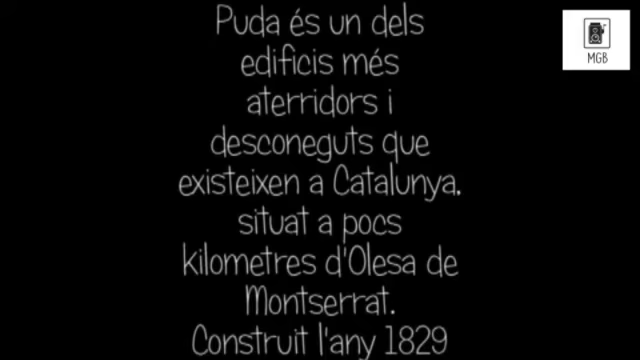 Puda és un dels
edificis més
aterridors i
desconeguts que
existeixen a Catalunya.
situat a pocs
kilometres d'Olesa de
Montserrat.
Construit l'any 1829
MGB